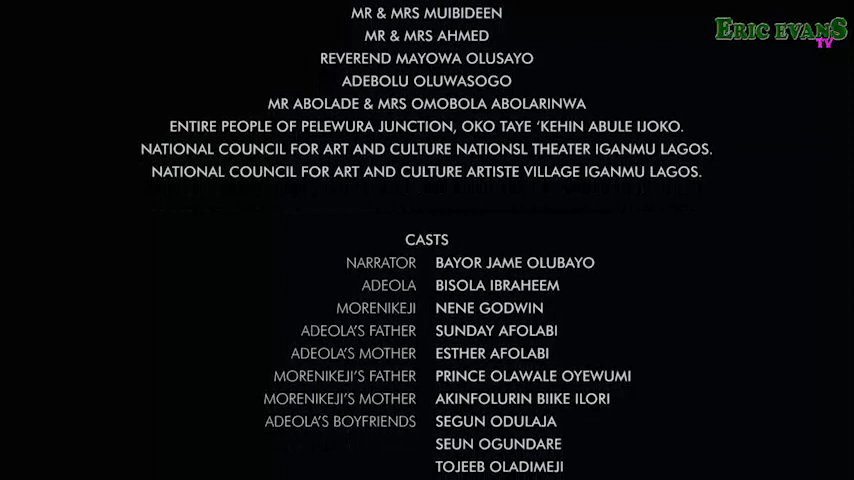 MR & MRS MUIBIDEEN
ERIC EVANS
TV
MR & MRS AHMED
REVEREND MAYOWA OLUSAYO
ADEBOLU OLUWASOGO
MR ABOLADE & MRS OMOBOLA ABOLARINWA
ENTIRE PEOPLE OF PELEWURA JUNCTION, OKO TAYE ‘KEHIN ABULE IJOKO.
NATIONAL COUNCIL FOR ART AND CULTURE NATIONSL THEATER IGANMU LAGOS.
NATIONAL COUNCIL FOR ART AND CULTURE ARTISTE VILLAGE IGANMU LAGOS.
CASTS
NARRATOR BAYOR JAME OLUBAYO
ADEOLA BISOLA IBRAHEEM
MORENIKEJI NENE GODWIN
ADEOLA'S FATHER SUNDAY AFOLABI
ADEOLA'S MOTHER ESTHER AFOLABI
MORENIKEJI'S FATHER PRINCE OLAWALE OYEWUMI
MORENIKEJI'S MOTHER AKINFOLURIN BIIKE ILORI
ADEOLA'S BOYFRIENDS SEGUN ODULAJA
SEUN OGUNDARE
TOJEEB OLADIMEJI